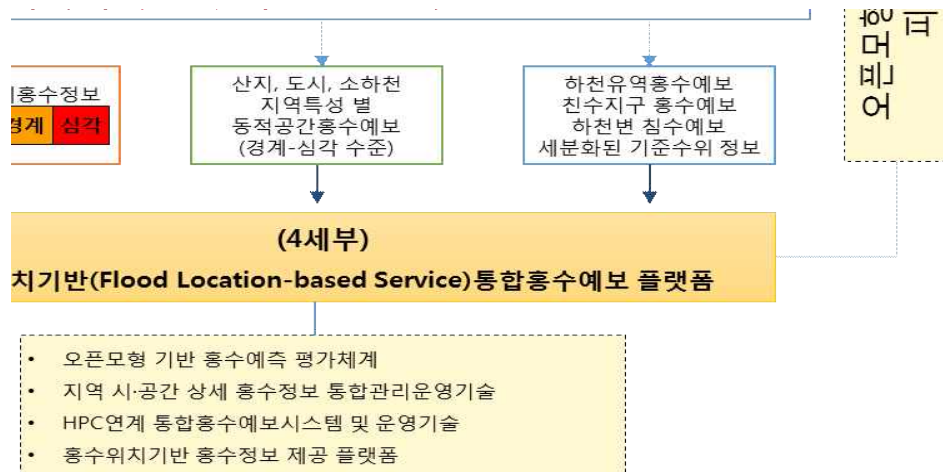 홍수정보
경계 심각
산지, 도시, 소하천
지역특성 별
동적공간홍수예보
(경계-심각 수준)
하천유역홍수예보
친수지구 홍수예보
하천변 침수예보
세분화된 기준수위 정보
오픈모형
(4세부)
치기반(Flood Location-based Service)통합홍수예보 플랫폼
• 오픈모형 기반 홍수예측 평가체계
• 지역 시·공간 상세 홍수정보 통합관리운영기술
• HPC연계 통합홍수예보시스템 및 운영기술
• 홍수위치기반 홍수정보 제공 플랫폼